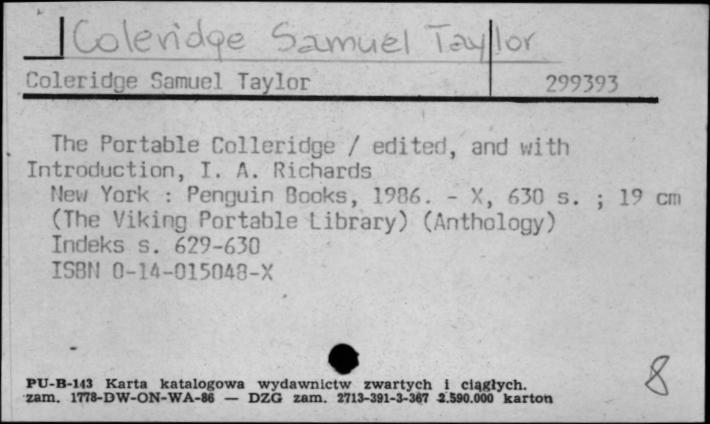 Coleridge Samuel Taylor
Coleridge Samuel Taylor 299393
The Portable Colleridge / edited, and with
Introduction, I. A. Richards
New York : Penguin Books, 1986. - X, 630 s. ; 19 cm
(The Viking Portable Library) (Anthology)
Indeks s. 629-630
ISBN 0-14-015048-X
8
PU-B-143 Karta katalogowa wydawnictw zwartych i ciągłych.
zam. 1778-DW-ON-WA-86 — DZG zam. 2713-391-3-367 2.590.000 karton